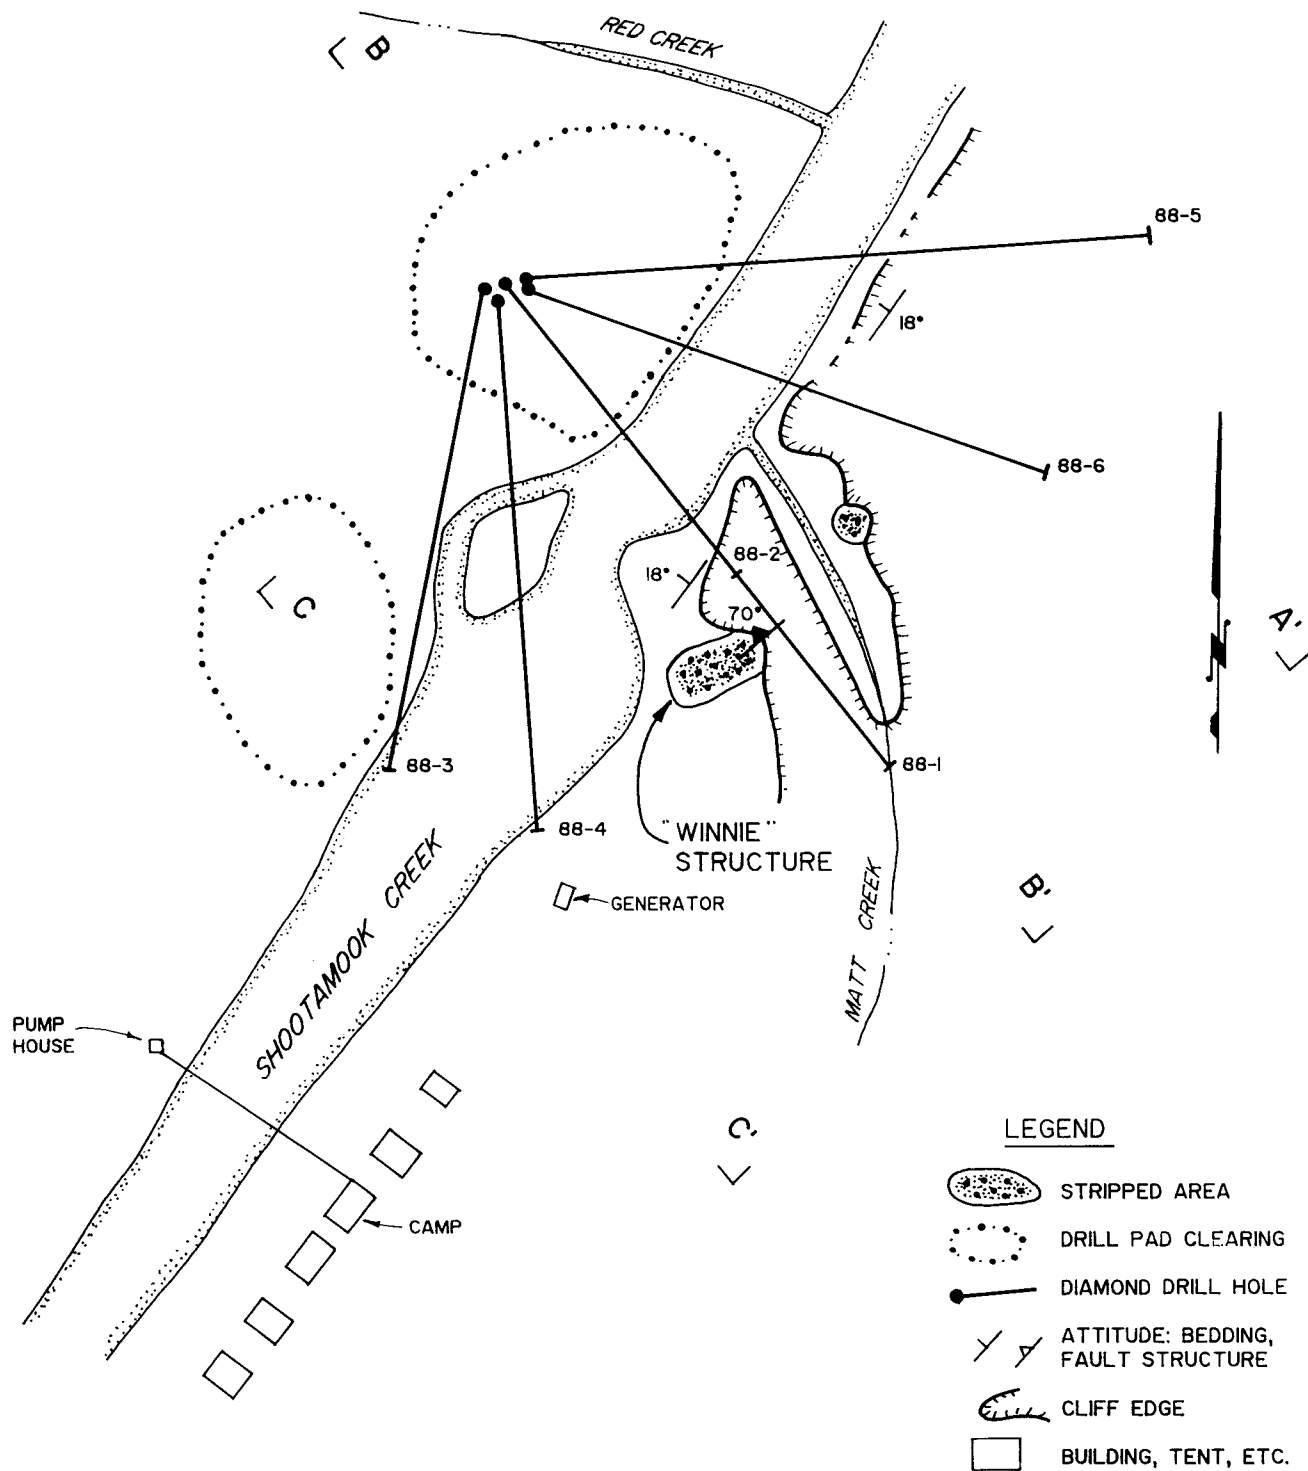 RED CREEK
B
88-5
18°
88-6
88-2
18°
70°
C
A'
88-3
88-1
88-4
"WINNIE"
STRUCTURE
GENERATOR
B'
SHOOTAMOOK CREEK
MATT CREEK
PUMP
HOUSE
C'
CAMP
LEGEND
STRIPPED AREA
DRILL PAD CLEARING
DIAMOND DRILL HOLE
ATTITUDE: BEDDING,
FAULT STRUCTURE
CLIFF EDGE
BUILDING, TENT, ETC.